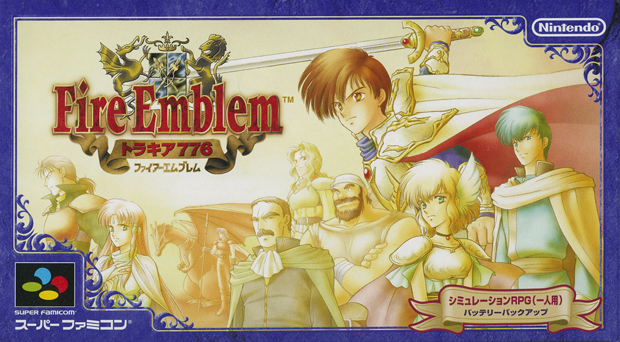 Nintendo
Fire Emblem™
トラキア776
ファイアーエムブレム
シミュレーションRPG(一人用)
バッテリーバックアップ
SUPER FAMICOM
スーパーファミコン